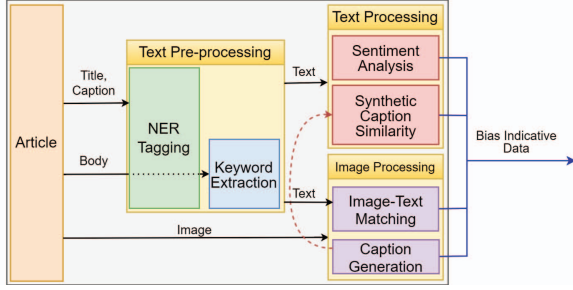 Article
Title,
Caption
Body
Image
Text Pre-processing
NER
Tagging
Keyword
Extraction
Text
Text
Text Processing
Sentiment
Analysis
Synthetic
Caption
Similarity
Image Processing
Image-Text
Matching
Caption
Generation
Bias Indicative
Data